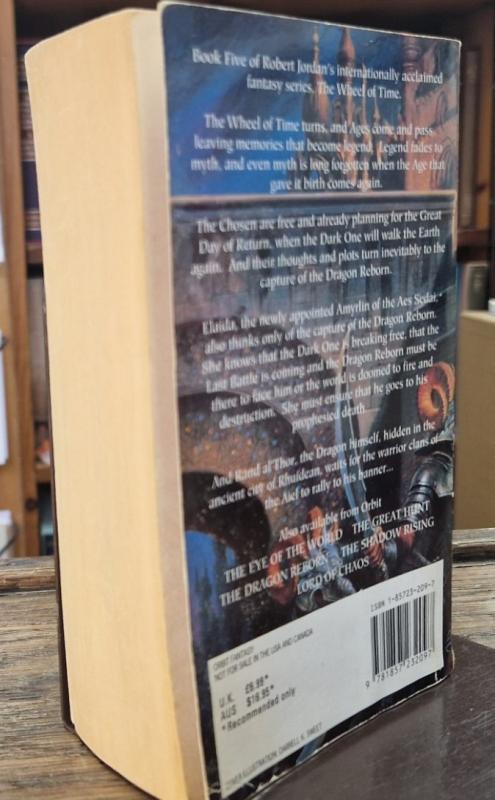 Book Five of Robert Jordan's internationally acclaimed
fantasy series, The Wheel of Time.
The Wheel of Time turns, and Ages come and pass
leaving memories that become legend. Legend fades to
myth, and even myth is long forgotten when the Age that
gave it birth comes again.
The Chosen are free and already planning for the Great
Day of Return, when the Dark One will walk the Earth
again. And their thoughts and plots turn inevitably to the
capture of the Dragon Reborn.
Elaida, the newly appointed Amyrlin of the Aes Sedai,
also thinks only of the capture of the Dragon Reborn.
She knows that the Dark One is breaking free, that the
Last Battle is coming and the Dragon Reborn must be
there to face him or the world is doomed to fire and
destruction. She must ensure that he goes to his
prophesied death...
And Rand al'Thor, the Dragon himself, hidden in the
ancient city of Rhuidean, waits for the warrior clans of
the Aiel to rally to his banner...
Also available from Orbit
THE EYE OF THE WORLD THE GREAT HUNT
THE DRAGON REBORN THE SHADOW RISING
LORD OF CHAOS
ISBN 1-85723-209-7
ORBIT FANTASY
NOT FOR SALE IN THE USA AND CANADA
U.K. £6.99*
AUS $16.95*
*Recommended only
9 781857 232097
COVER ILLUSTRATION: DARRELL K. SWEET